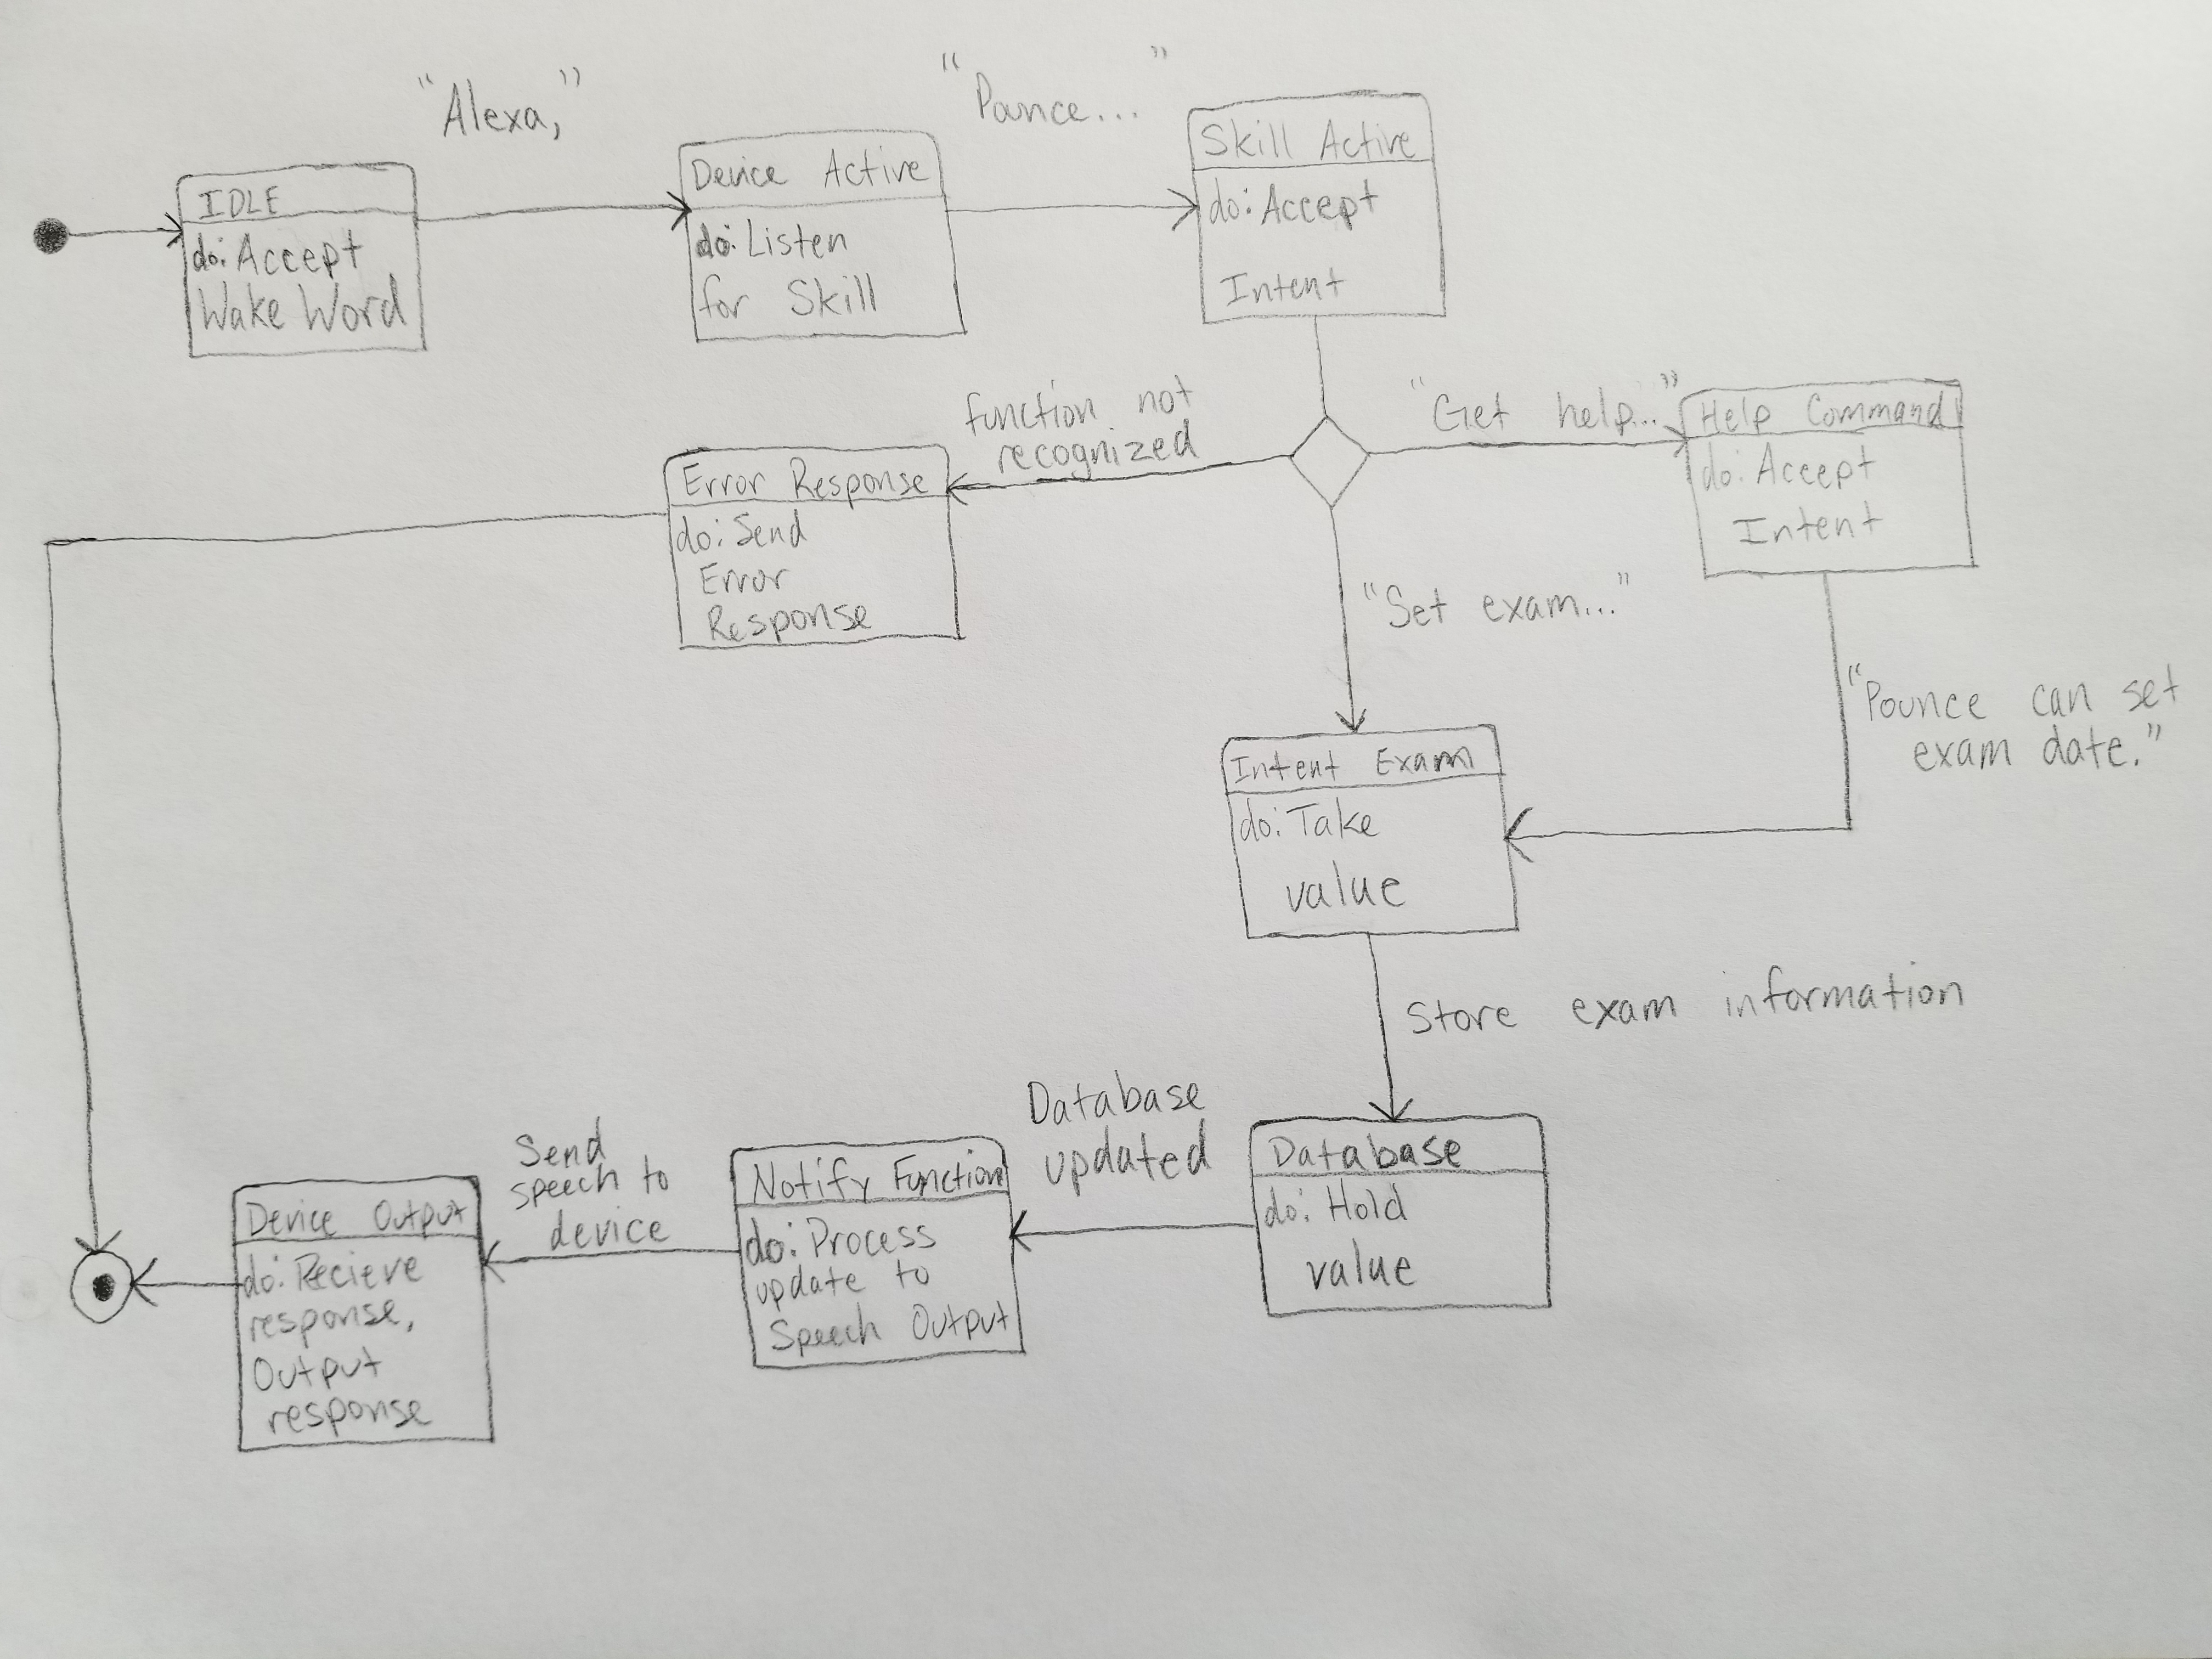 "Alexa,"
"Pounce..."
IDLE
do: Accept
Wake Word
Device Active
do: Listen
for Skill
Skill Active
do: Accept
Intent
function not
recognized
"Get help..."
Help Command
do: Accept
Intent
Error Response
do: Send
Error
Response
"Set exam..."
"Pounce can set
exam date."
Intent Exam
do: Take
value
Store exam information
Database
do: Hold
value
Database
updated
Notify Function
do: Process
update to
Speech Output
Send
speech to
device
Device Output
do: Recieve
response,
Output
response